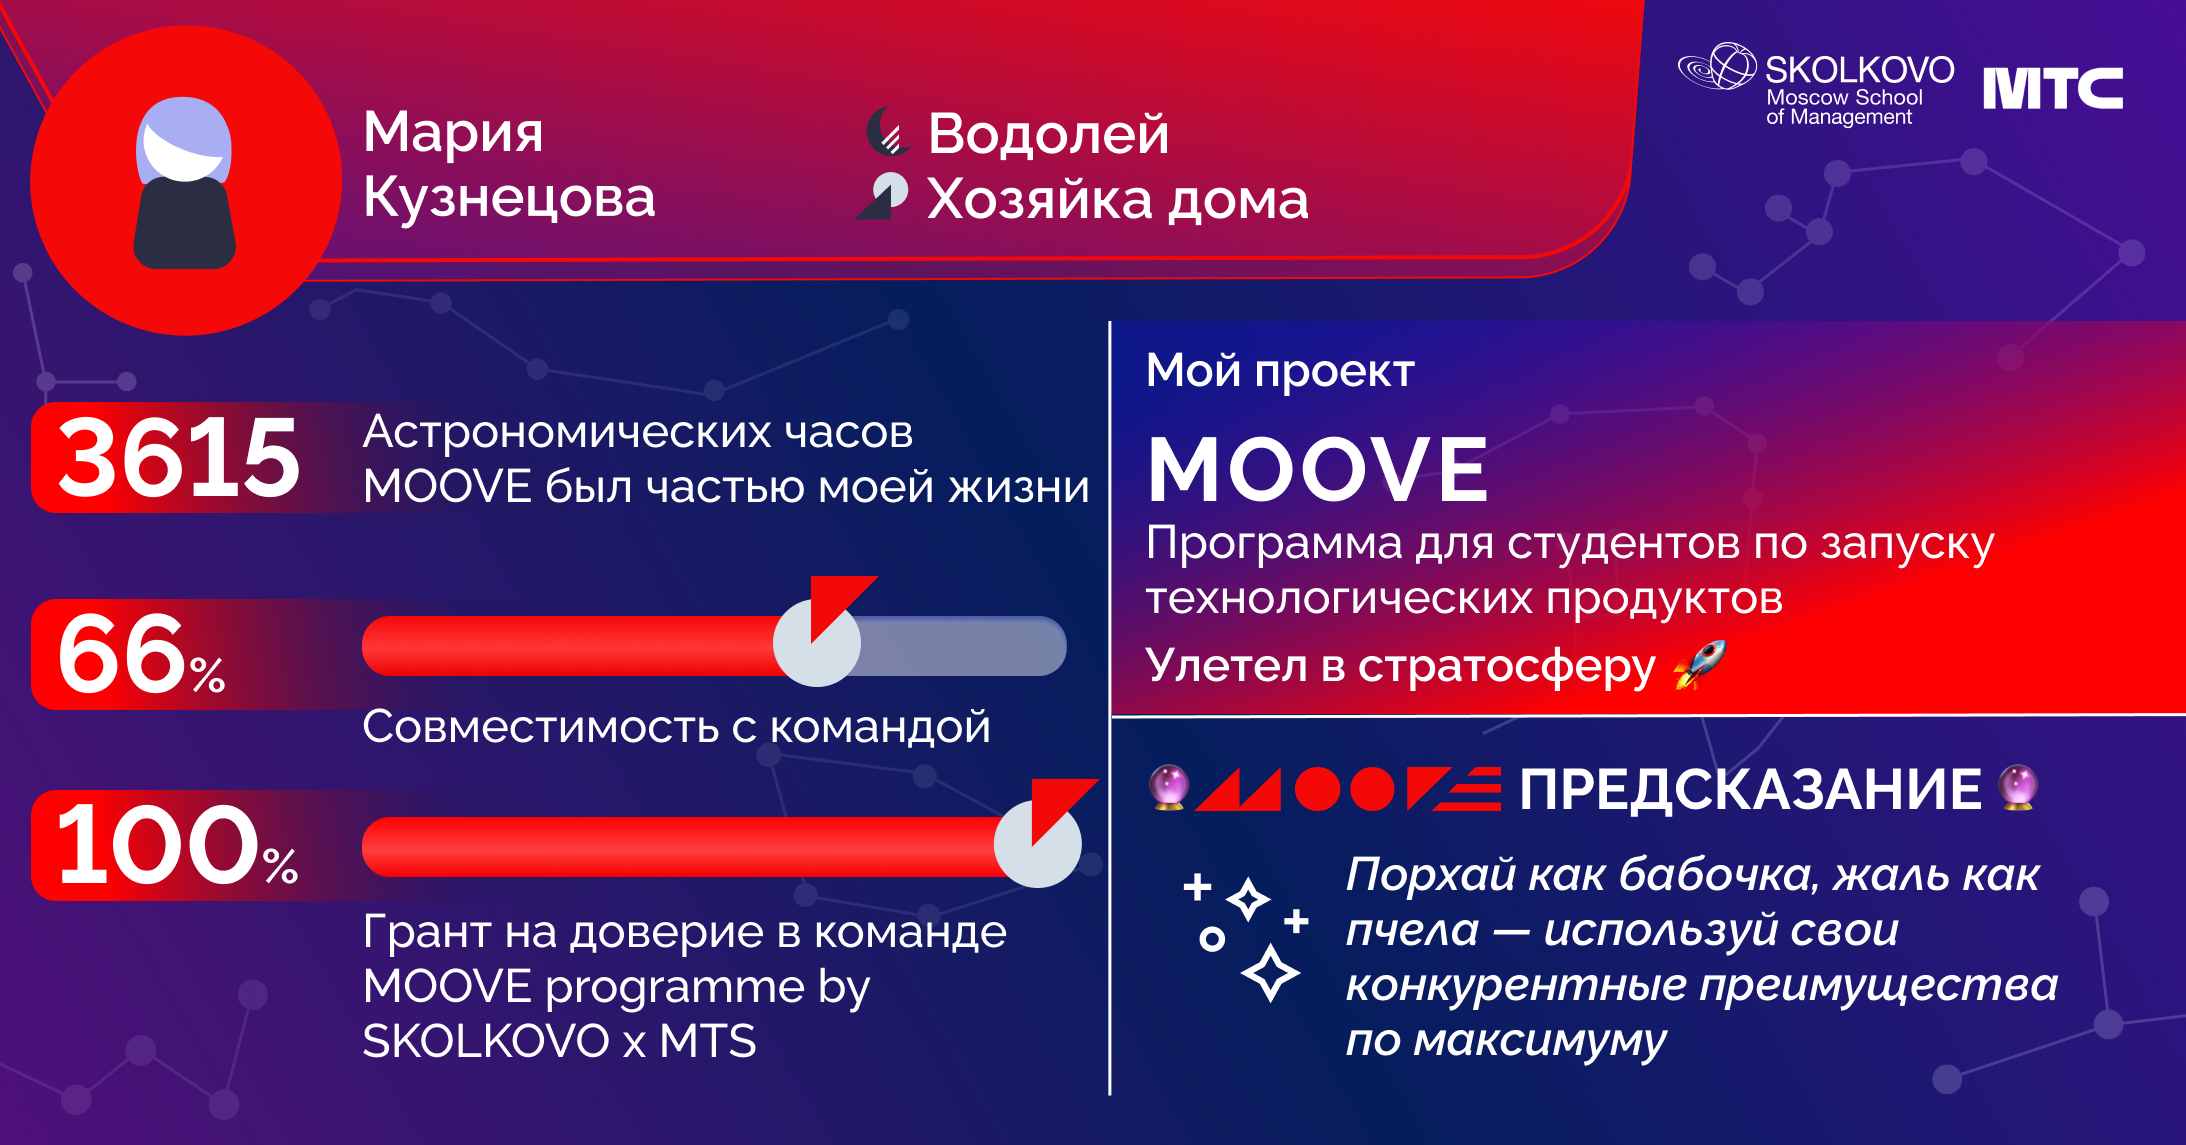 Мария
Кузнецова
Водолей
Хозяйка дома
SKOLKOVO
Moscow School
of Management
МТС
3615
Астрономических часов
MOOVE был частью моей жизни
66%
Совместимость с командой
100%
Грант на доверие в команде
MOOVE programme by
SKOLKOVO x MTS
Мой проект
MOOVE
Программа для студентов по запуску
технологических продуктов
Улетел в стратосферу 🚀
🔮 MOOVE ПРЕДСКАЗАНИЕ 🔮
Порхай как бабочка, жаль как
пчела — используй свои
конкурентные преимущества
по максимуму